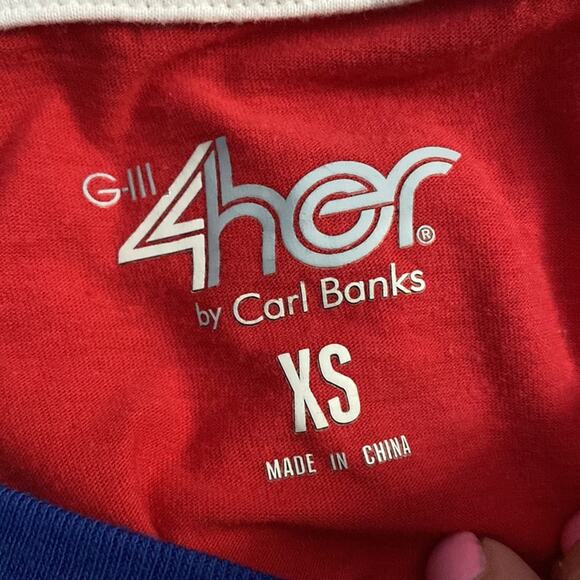 G-III 4her®
by Carl Banks
XS
MADE IN CHINA